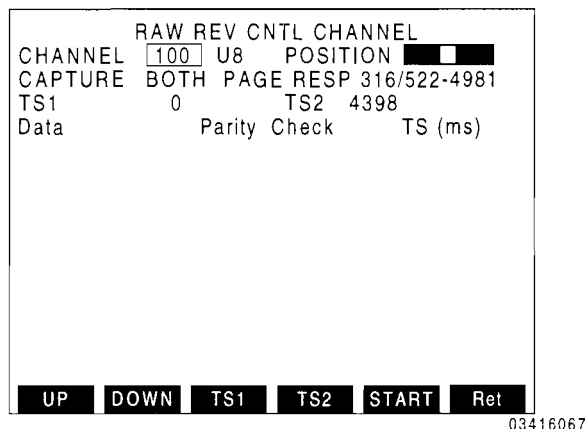 RAW REV CNTL CHANNEL
CHANNEL 100 U8 POSITION
CAPTURE BOTH PAGE RESP 316/522-4981
TS1 0 TS2 4398
Data Parity Check TS (ms)
UP DOWN TS1 TS2 START Ret
03416067